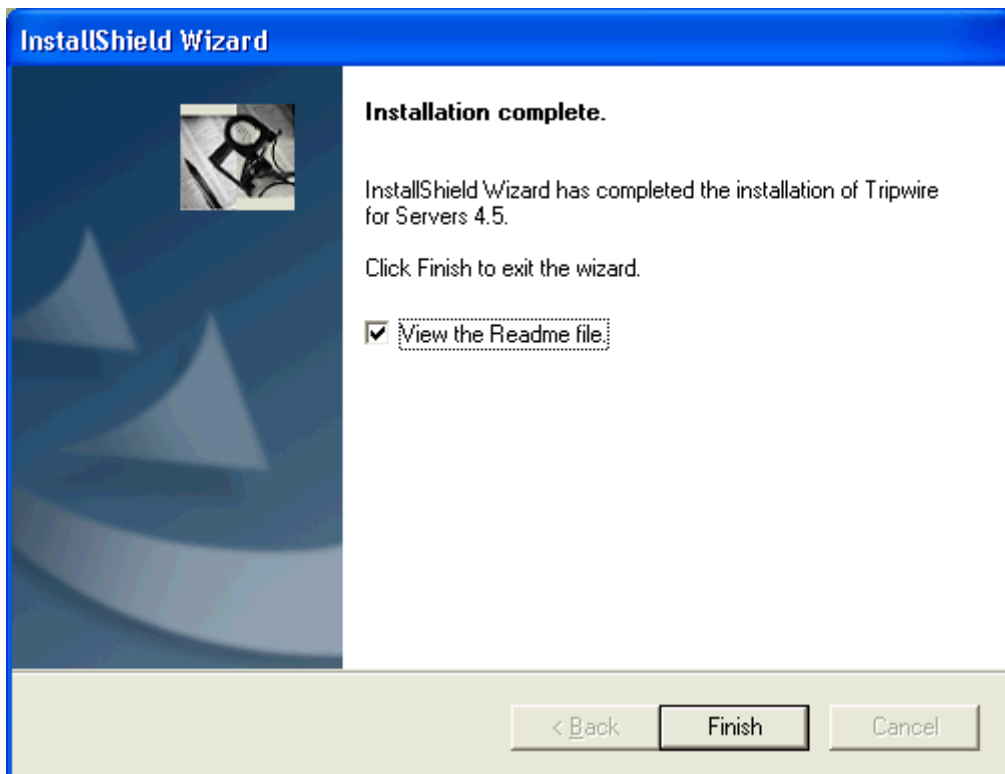 InstallShield Wizard
Installation complete.
InstallShield Wizard has completed the installation of Tripwire
for Servers 4.5.
Click Finish to exit the wizard.
View the Readme file.
< Back
Finish
Cancel